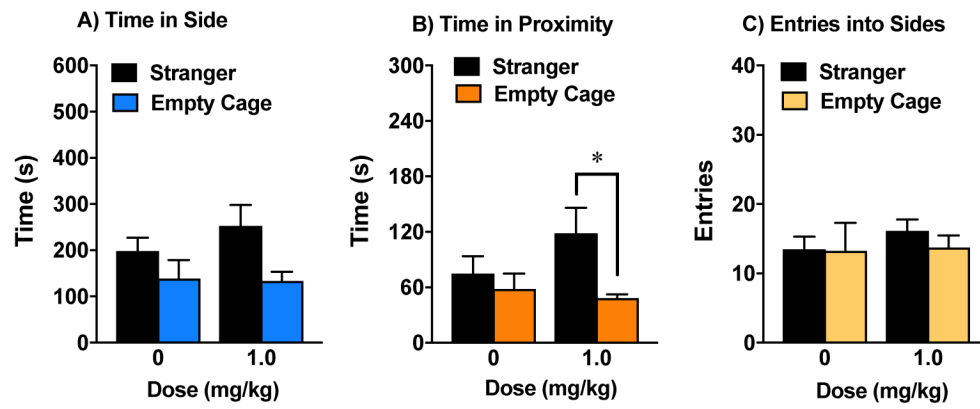 A) Time in Side
600
500
400
300
200
100
0
Time (s)
Stranger
Empty Cage
0
1.0
Dose (mg/kg)
B) Time in Proximity
300
240
180
120
60
0
Time (s)
Stranger
Empty Cage
*
0
1.0
Dose (mg/kg)
C) Entries into Sides
40
30
20
10
0
Entries
Stranger
Empty Cage
0
1.0
Dose (mg/kg)